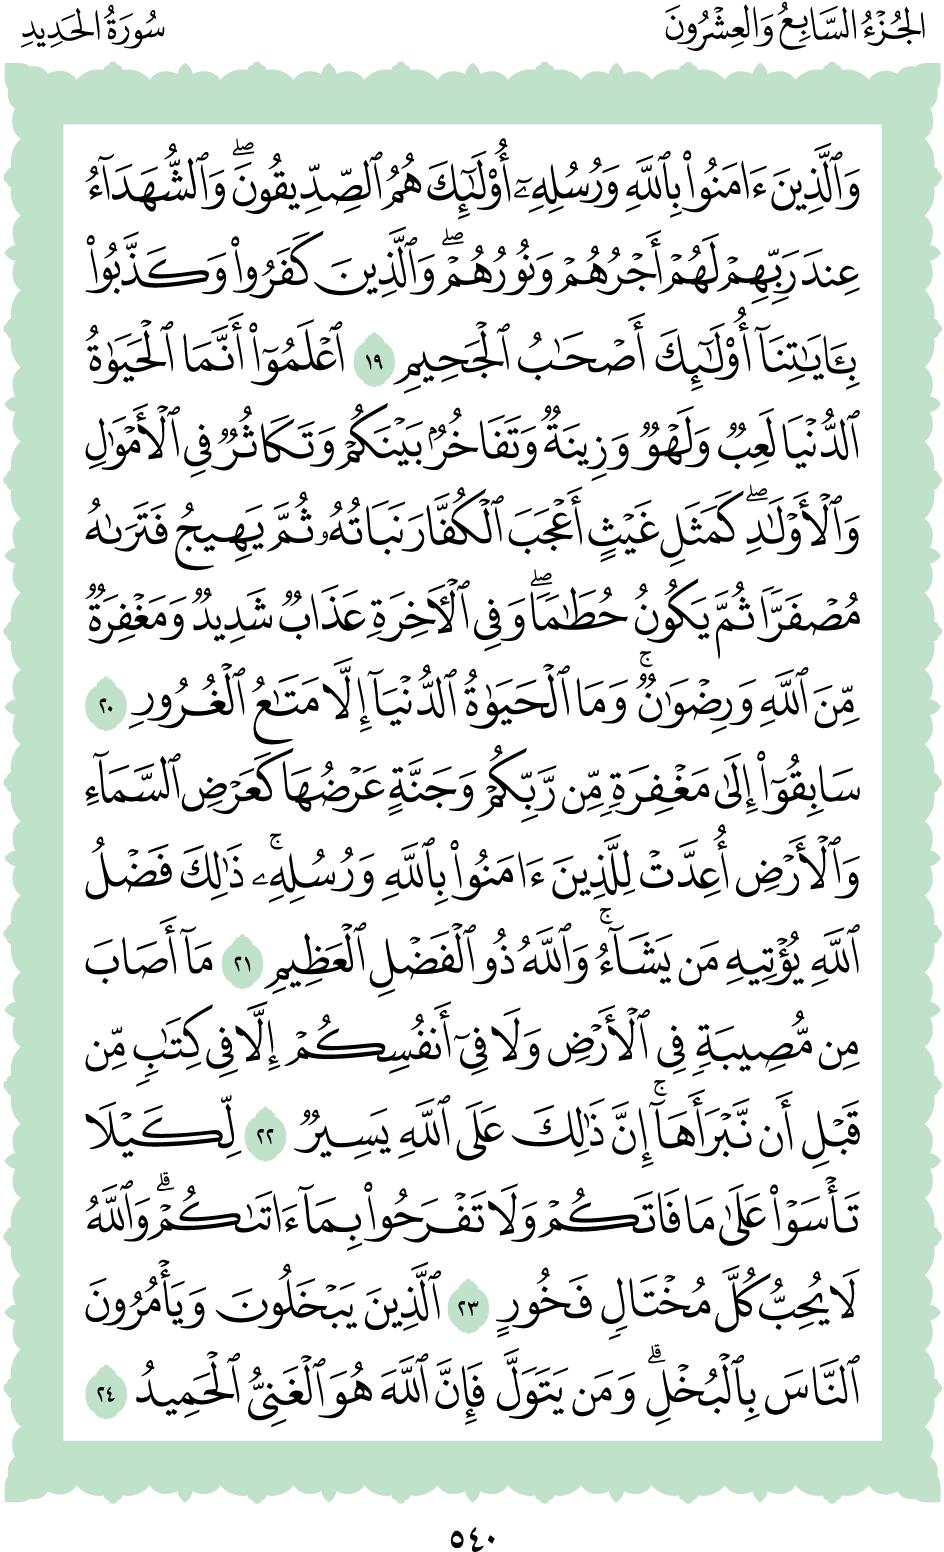 الجُزْءُ السَّابِعُ وَالعِشْرُونَ سُورَةُ الحَدِيدِ
وَٱلَّذِينَ ءَامَنُواْ بِٱللَّهِ وَرُسُلِهِۦٓ أُوْلَٰٓئِكَ هُمُ ٱلصِّدِّيقُونَۖ وَٱلشُّهَدَآءُ
عِندَ رَبِّهِمۡ لَهُمۡ أَجۡرُهُمۡ وَنُورُهُمۡۖ وَٱلَّذِينَ كَفَرُواْ وَكَذَّبُواْ
بِـَٔايَٰتِنَآ أُوْلَٰٓئِكَ أَصۡحَٰبُ ٱلۡجَحِيمِ ١٩ ٱعۡلَمُوٓاْ أَنَّمَا ٱلۡحَيَوٰةُ
ٱلدُّنۡيَا لَعِبٞ وَلَهۡوٞ وَزِينَةٞ وَتَفَاخُرُۢ بَيۡنَكُمۡ وَتَكَاثُرٞ فِي ٱلۡأَمۡوَٰلِ
وَٱلۡأَوۡلَٰدِۖ كَمَثَلِ غَيۡثٍ أَعۡجَبَ ٱلۡكُفَّارَ نَبَاتُهُۥ ثُمَّ يَهِيجُ فَتَرَىٰهُ
مُصۡفَرّٗا ثُمَّ يَكُونُ حُطَٰمٗاۖ وَفِي ٱلۡأٓخِرَةِ عَذَابٞ شَدِيدٞ وَمَغۡفِرَةٞ
مِّنَ ٱللَّهِ وَرِضۡوَٰنٞۚ وَمَا ٱلۡحَيَوٰةُ ٱلدُّنۡيَآ إِلَّا مَتَٰعُ ٱلۡغُرُورِ ٢٠
سَابِقُوٓاْ إِلَىٰ مَغۡفِرَةٖ مِّن رَّبِّكُمۡ وَجَنَّةٍ عَرۡضُهَا كَعَرۡضِ ٱلسَّمَآءِ
وَٱلۡأَرۡضِ أُعِدَّتۡ لِلَّذِينَ ءَامَنُواْ بِٱللَّهِ وَرُسُلِهِۦۚ ذَٰلِكَ فَضۡلُ
ٱللَّهِ يُؤۡتِيهِ مَن يَشَآءُۚ وَٱللَّهُ ذُو ٱلۡفَضۡلِ ٱلۡعَظِيمِ ٢١ مَآ أَصَابَ
مِن مُّصِيبَةٖ فِي ٱلۡأَرۡضِ وَلَا فِيٓ أَنفُسِكُمۡ إِلَّا فِي كِتَٰبٖ مِّن
قَبۡلِ أَن نَّبۡرَأَهَآۚ إِنَّ ذَٰلِكَ عَلَى ٱللَّهِ يَسِيرٞ ٢٢ لِّكَيۡلَا
تَأۡسَوۡاْ عَلَىٰ مَا فَاتَكُمۡ وَلَا تَفۡرَحُواْ بِمَآ ءَاتَىٰكُمۡۗ وَٱللَّهُ
لَا يُحِبُّ كُلَّ مُخۡتَالٖ فَخُورٍ ٢٣ ٱلَّذِينَ يَبۡخَلُونَ وَيَأۡمُرُونَ
ٱلنَّاسَ بِٱلۡبُخۡلِۗ وَمَن يَتَوَلَّ فَإِنَّ ٱللَّهَ هُوَ ٱلۡغَنِيُّ ٱلۡحَمِيدُ ٢٤
٥٤٠